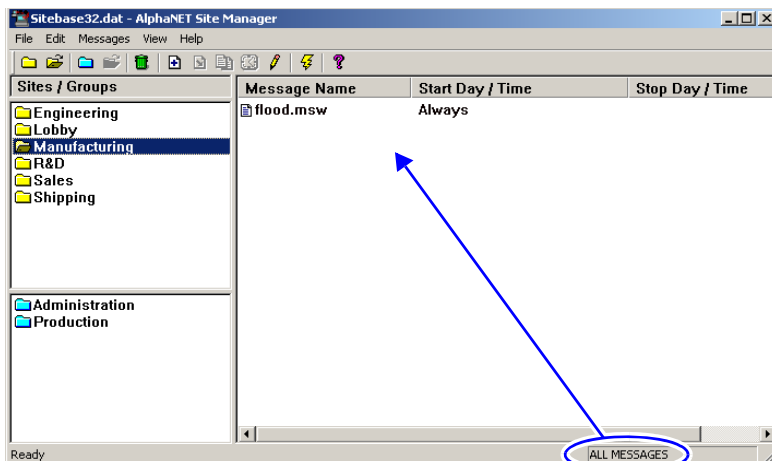 Sitebase32.dat - AlphaNET Site Manager
File Edit Messages View Help
Sites / Groups
Message Name Start Day / Time Stop Day / Time
Engineering
flood.msw Always
Lobby
Manufacturing
R&D
Sales
Shipping
Administration
Production
Ready ALL MESSAGES